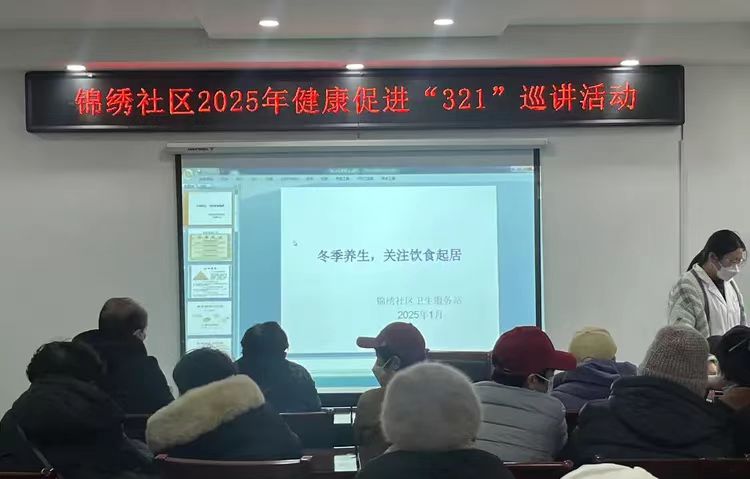 锦绣社区2025年健康促进“321”巡讲活动
冬季养生，关注饮食起居
锦绣社区卫生服务站
2025年1月